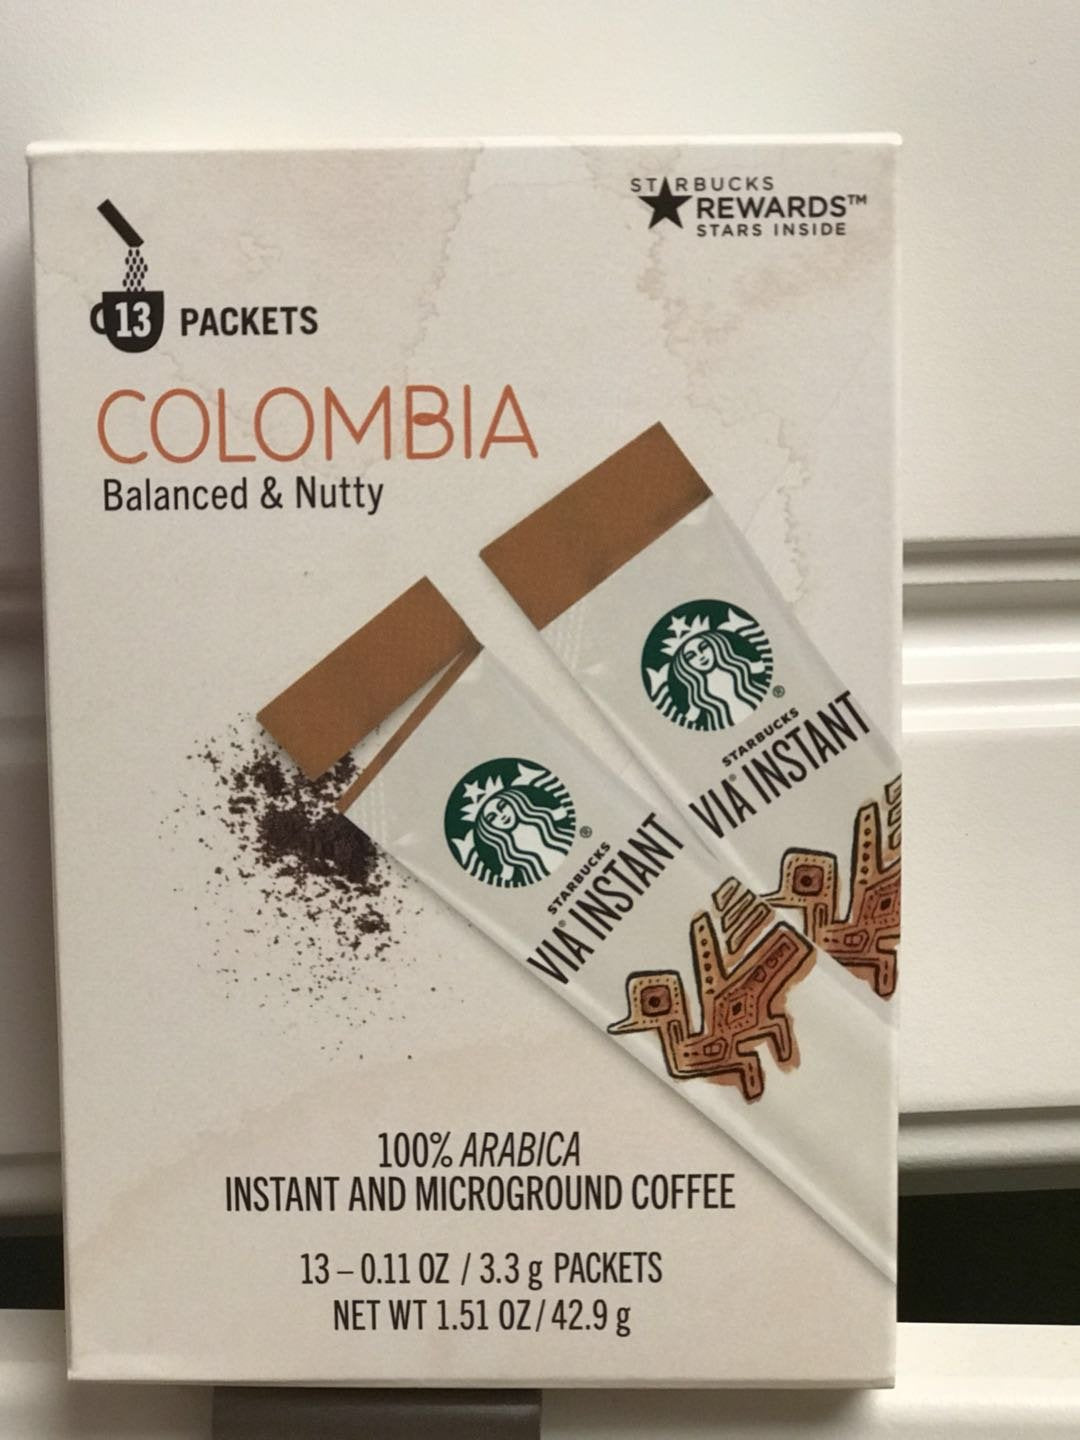 STARBUCKS
REWARDS™
STARS INSIDE
13 PACKETS
COLOMBIA
Balanced & Nutty
®
STARBUCKS
VIA® INSTANT
®
STARBUCKS
VIA® INSTANT
100% ARABICA
INSTANT AND MICROGROUND COFFEE
13 – 0.11 OZ / 3.3 g PACKETS
NET WT 1.51 OZ / 42.9 g